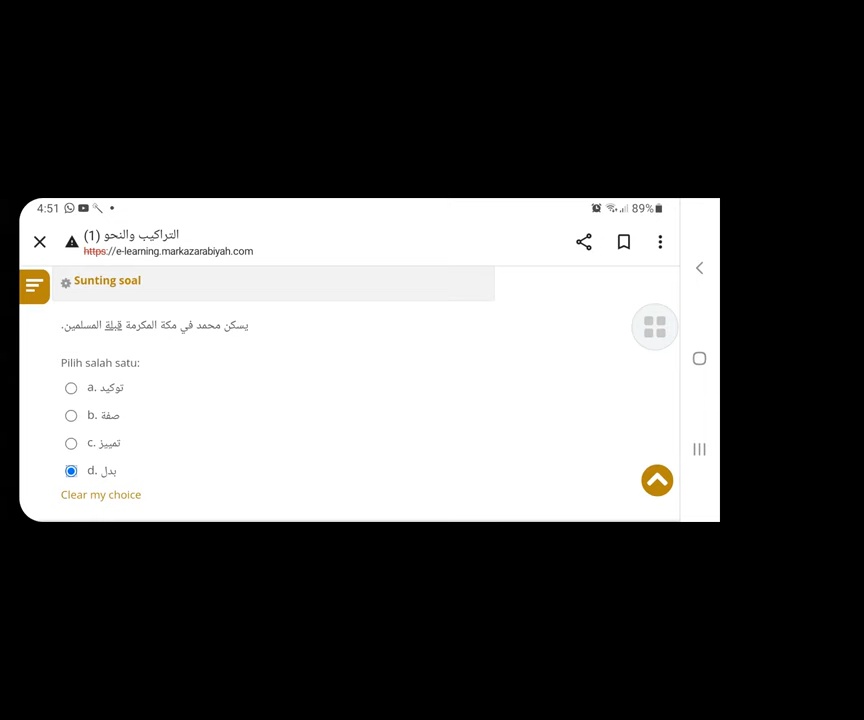 4:51 89%
التراكيب والنحو (1)
https://e-learning.markazarabiyah.com
Sunting soal
يسكن محمد في مكة المكرمة قبلة المسلمين.
Pilih salah satu:
a. توكيد
b. صفة
c. تمييز
d. بدل
Clear my choice